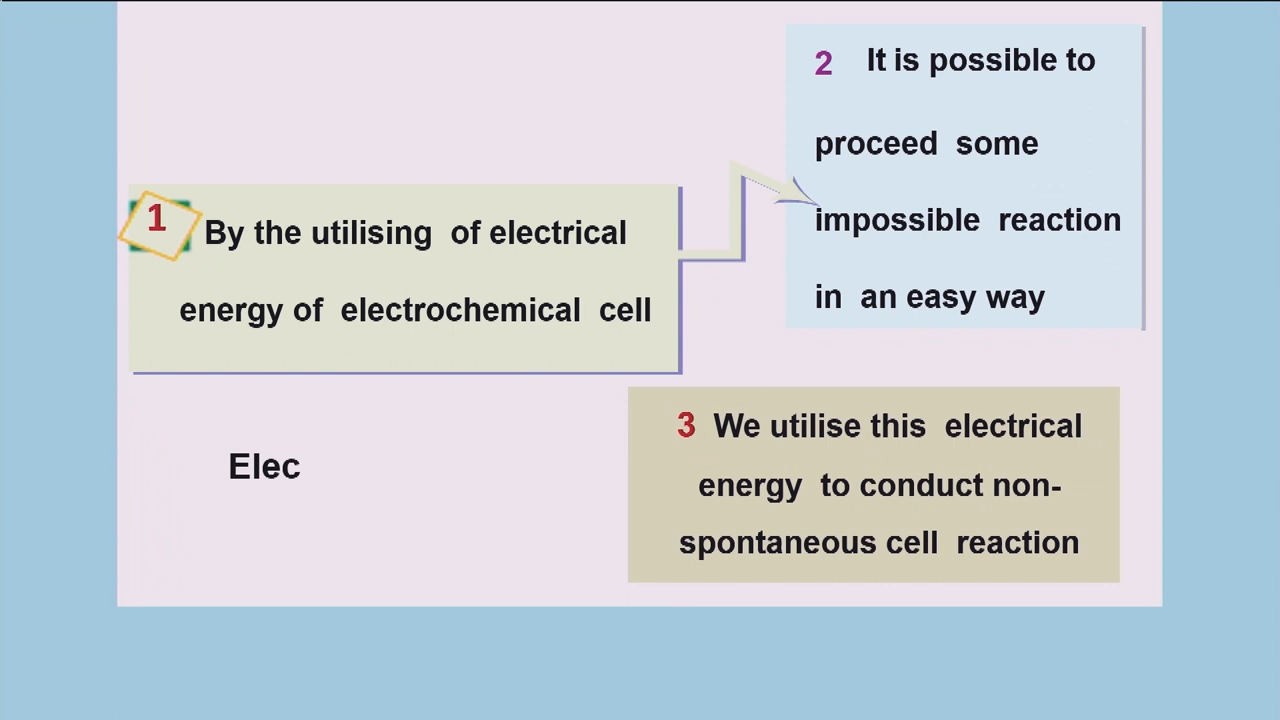 1 By the utilising of electrical
energy of electrochemical cell
2 It is possible to
proceed some
impossible reaction
in an easy way
3 We utilise this electrical
energy to conduct non-
spontaneous cell reaction
Elec